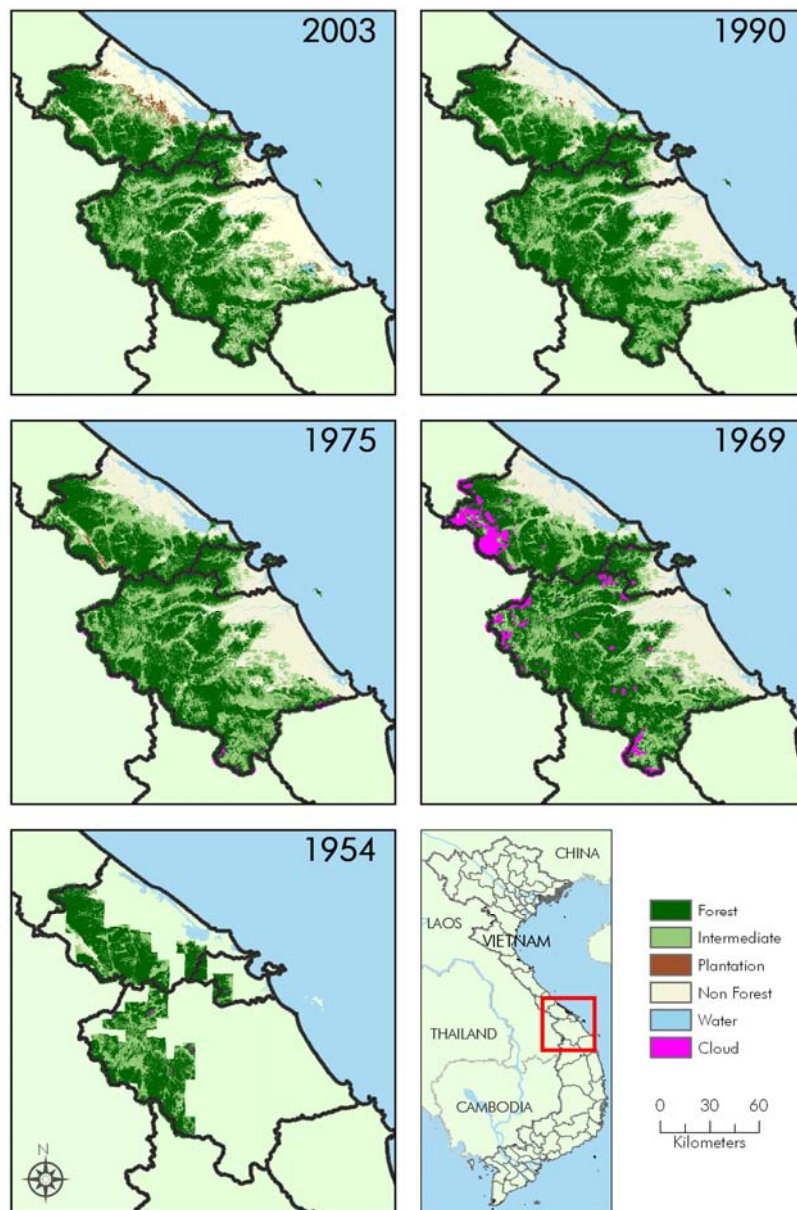 2003
1990
1975
1969
1954
N
CHINA
LAOS
VIETNAM
THAILAND
CAMBODIA
Forest
Intermediate
Plantation
Non Forest
Water
Cloud
0 30 60
Kilometers